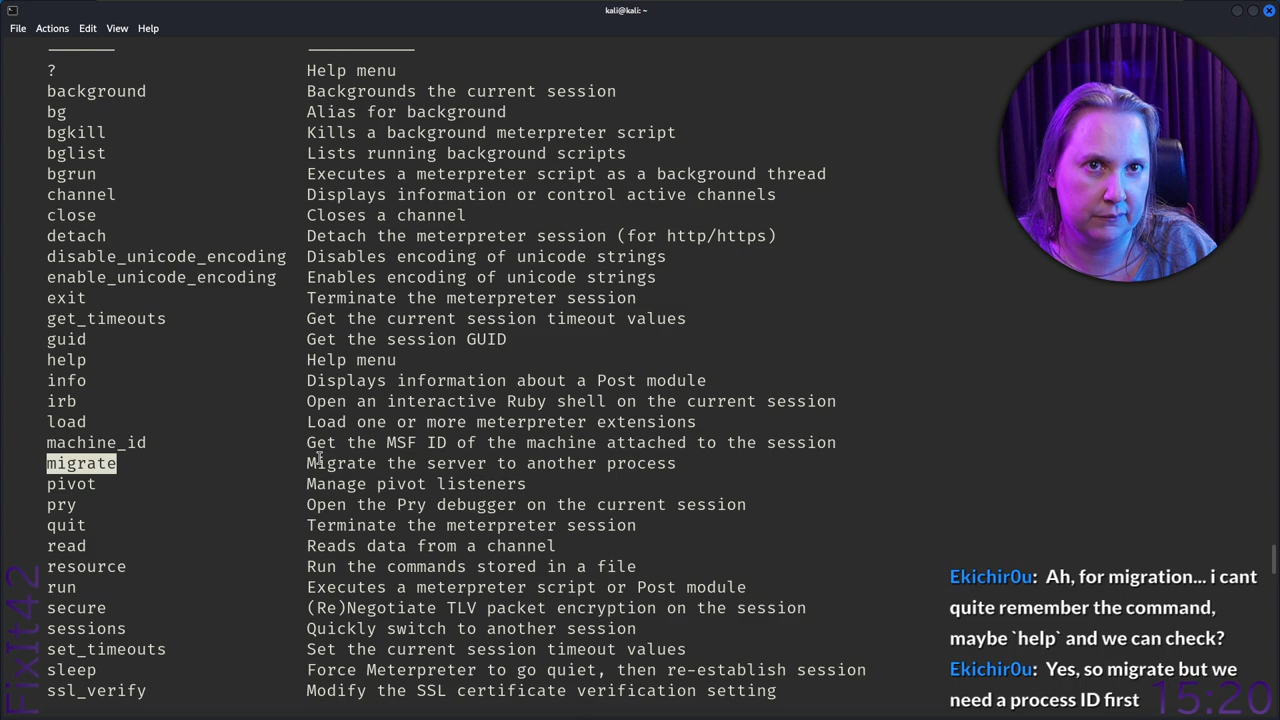 kali@kali: ~
File Actions Edit View Help
? Help menu
background Backgrounds the current session
bg Alias for background
bgkill Kills a background meterpreter script
bglist Lists running background scripts
bgrun Executes a meterpreter script as a background thread
channel Displays information or control active channels
close Closes a channel
detach Detach the meterpreter session (for http/https)
disable_unicode_encoding Disables encoding of unicode strings
enable_unicode_encoding Enables encoding of unicode strings
exit Terminate the meterpreter session
get_timeouts Get the current session timeout values
guid Get the session GUID
help Help menu
info Displays information about a Post module
irb Open an interactive Ruby shell on the current session
load Load one or more meterpreter extensions
machine_id Get the MSF ID of the machine attached to the session
migrate Migrate the server to another process
pivot Manage pivot listeners
pry Open the Pry debugger on the current session
quit Terminate the meterpreter session
read Reads data from a channel
resource Run the commands stored in a file
run Executes a meterpreter script or Post module
secure (Re)Negotiate TLV packet encryption on the session
sessions Quickly switch to another session
set_timeouts Set the current session timeout values
sleep Force Meterpreter to go quiet, then re-establish session
ssl_verify Modify the SSL certificate verification setting
Ekichir0u: Ah, for migration... i cant
quite remember the command,
maybe `help` and we can check?
Ekichir0u: Yes, so migrate but we
need a process ID first
FixIt42
15:20